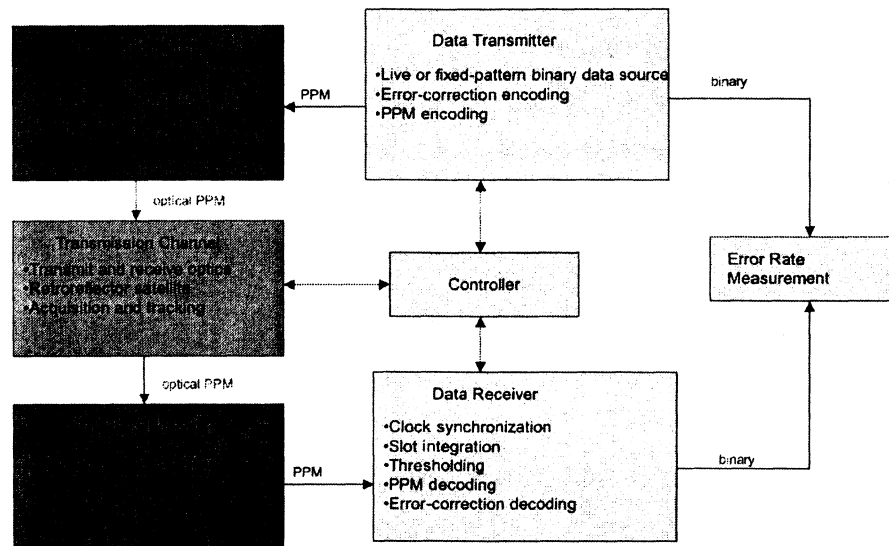 Data Transmitter
•Live or fixed-pattern binary data source
•Error-correction encoding
•PPM encoding
PPM
binary
optical PPM
Transmission Channel
•Transmit and receive optics
•Retroreflector satellite
•Acquisition and tracking
Controller
Error Rate
Measurement
optical PPM
Data Receiver
•Clock synchronization
•Slot integration
•Thresholding
•PPM decoding
•Error-correction decoding
PPM
binary